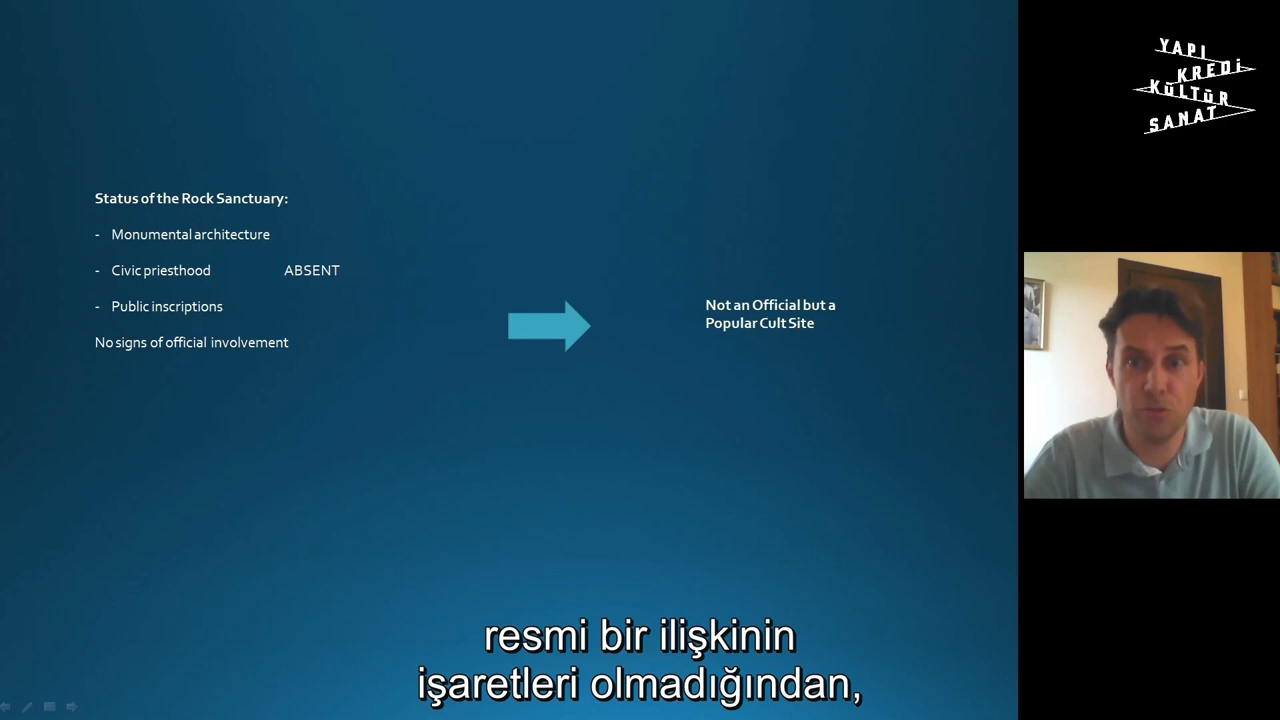 YAPI
KREDİ
KÜLTÜR
SANAT
Status of the Rock Sanctuary:
- Monumental architecture
- Civic priesthood ABSENT
- Public inscriptions
No signs of official involvement
Not an Official but a
Popular Cult Site
resmi bir ilişkinin
işaretleri olmadığından,